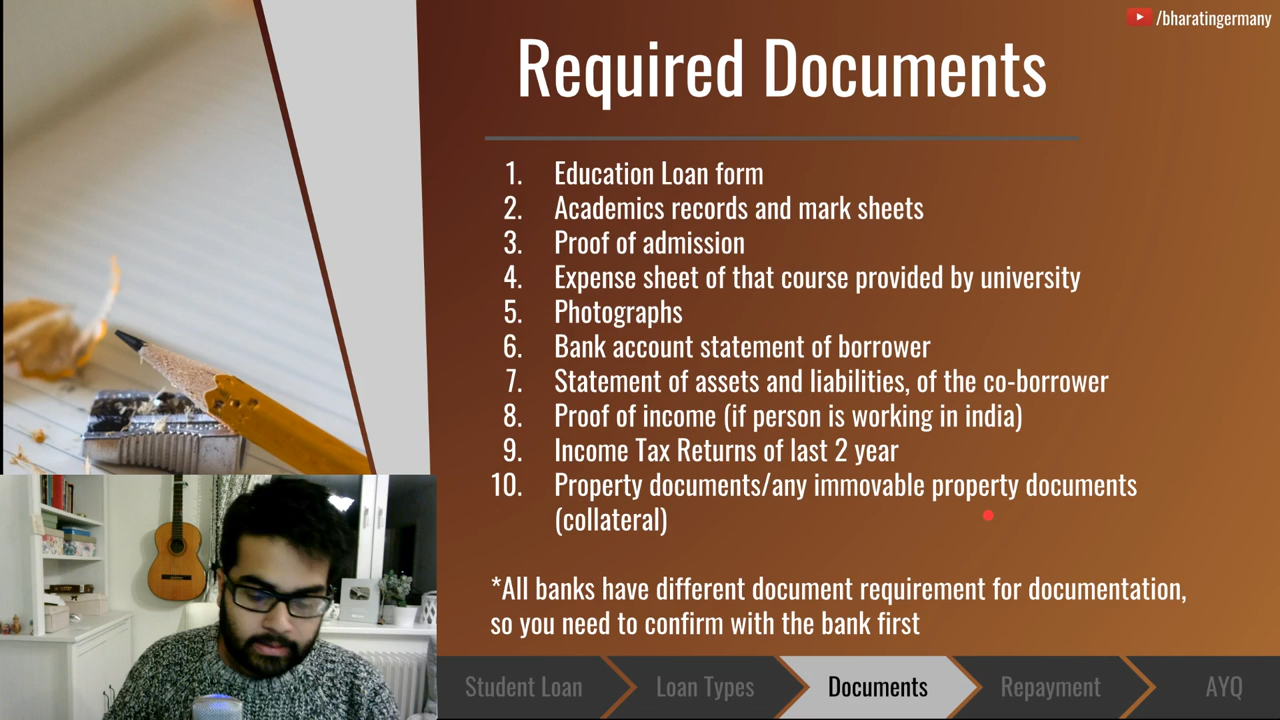 /bharatingermany
Required Documents
1. Education Loan form
2. Academics records and mark sheets
3. Proof of admission
4. Expense sheet of that course provided by university
5. Photographs
6. Bank account statement of borrower
7. Statement of assets and liabilities, of the co-borrower
8. Proof of income (if person is working in india)
9. Income Tax Returns of last 2 year
10. Property documents/any immovable property documents
(collateral)
*All banks have different document requirement for documentation,
so you need to confirm with the bank first
Student Loan Loan Types Documents Repayment AYQ